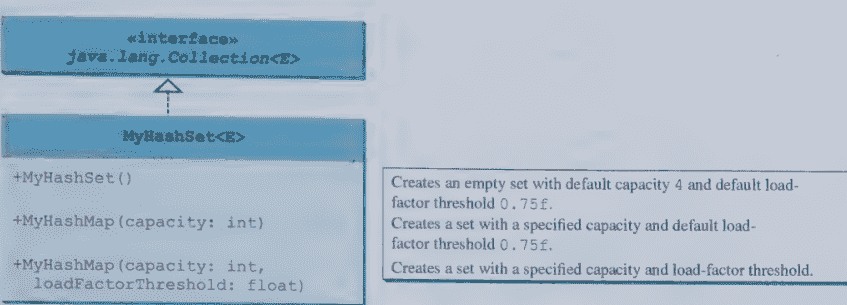 «interface»
java.lang.Collection<E>
MyHashSet<E>
+MyHashSet()
+MyHashMap(capacity: int)
+MyHashMap(capacity: int,
loadFactorThreshold: float)
Creates an empty set with default capacity 4 and default load-
factor threshold 0.75f.
Creates a set with a specified capacity and default load-
factor threshold 0.75f.
Creates a set with a specified capacity and load-factor threshold.